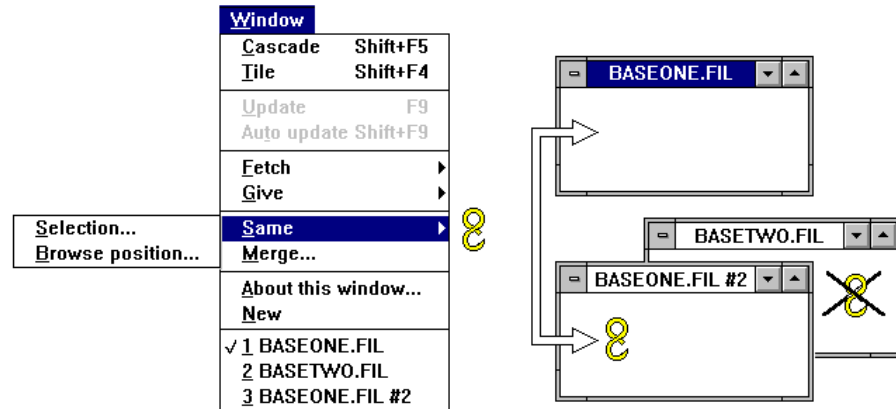 Window
Cascade Shift+F5
Tile Shift+F4
Update F9
Auto update Shift+F9
Fetch
Give
Same
Merge...
About this window...
New
✓ 1 BASEONE.FIL
2 BASETWO.FIL
3 BASEONE.FIL #2
Selection...
Browse position...
BASEONE.FIL
BASETWO.FIL
BASEONE.FIL #2